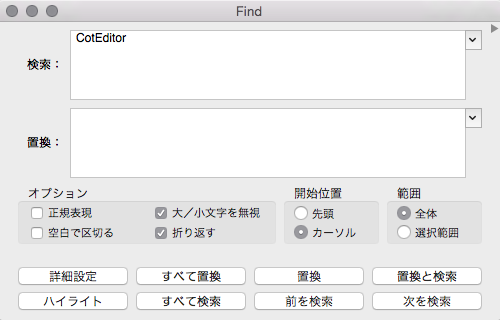 Find
検索： CotEditor
置換：
オプション 開始位置 範囲
正規表現 大／小文字を無視 先頭 全体
空白で区切る 折り返す カーソル 選択範囲
詳細設定 すべて置換 置換 置換と検索
ハイライト すべて検索 前を検索 次を検索